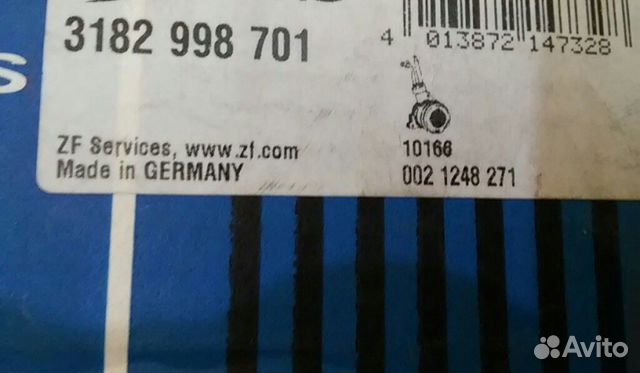 3182 998 701
4 013872 147328
S
ZF Services, www.zf.com
10166
Made in GERMANY
002 1248 271
Avito